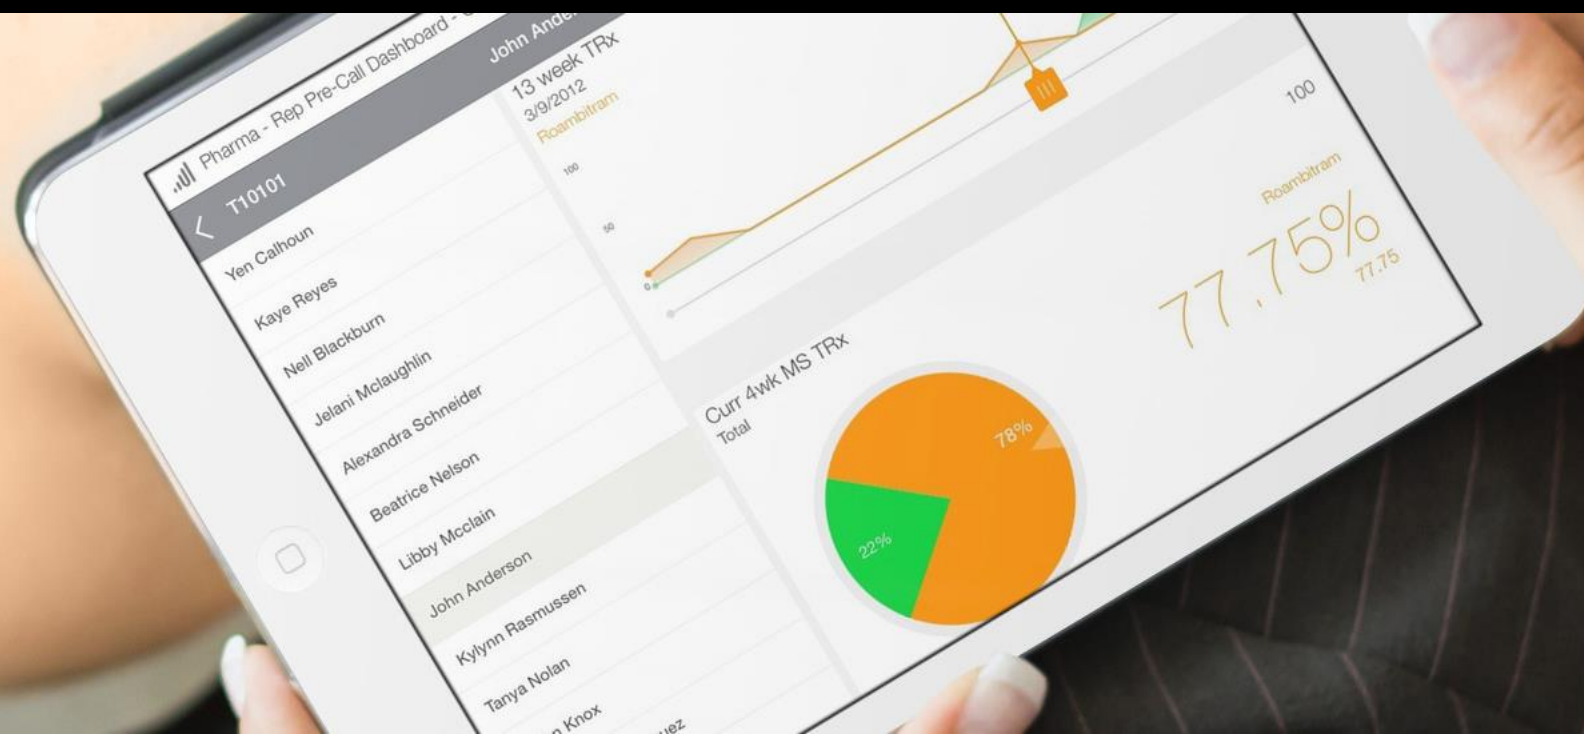 Pharma - Rep Pre-Call Dashboard -
T10101
John Ande
Yen Calhoun
Kaye Reyes
Nell Blackburn
Jelani Mclaughlin
Alexandra Schneider
Beatrice Nelson
Libby Mcclain
John Anderson
Kylynn Rasmussen
Tanya Nolan
Knox
uez
13 week TRx
3/9/2012
Roambitram
100
50
0
100
Curr 4wk MS TRx
Total
78%
22%
Roambitram
77.75%
77.75